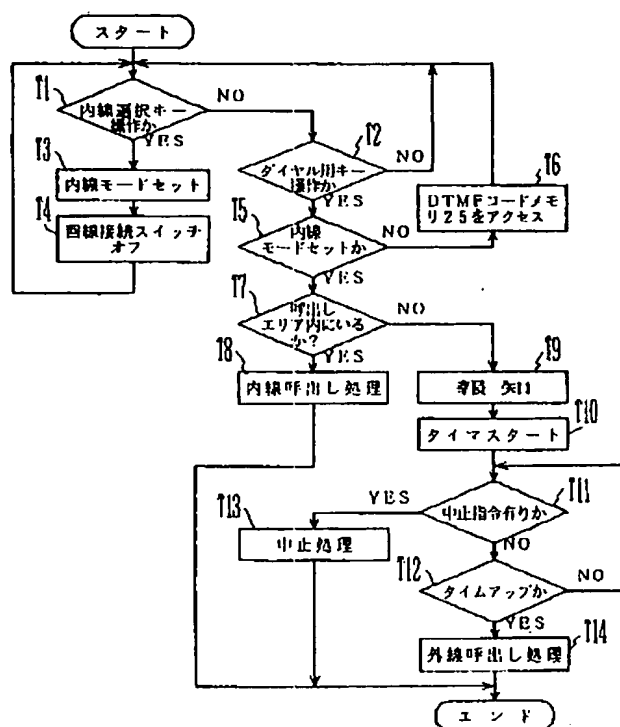 スタート
T1
内線選択キー
操作か
NO
YES
T2
ダイヤル用キー
操作か
NO
YES
T3
内線モードセット
T4
回線接続スイッチ
オフ
T5
内線
モードセットか
NO
YES
T6
DTMFコードメモ
リ25をアクセス
T7
呼出し
エリア内にいる
か?
NO
YES
T8
内線呼出し処理
T9
T10
タイマスタート
T11
中止指令有りか
YES
NO
T13
中止処理
T12
タイムアップか
NO
YES
T14
外線呼出し処理
エンド